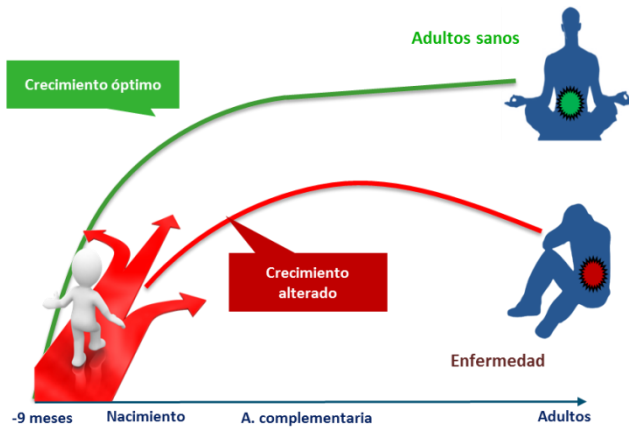 Adultos sanos
Crecimiento óptimo
Crecimiento
alterado
Enfermedad
-9 meses
Nacimiento
A. complementaria
Adultos